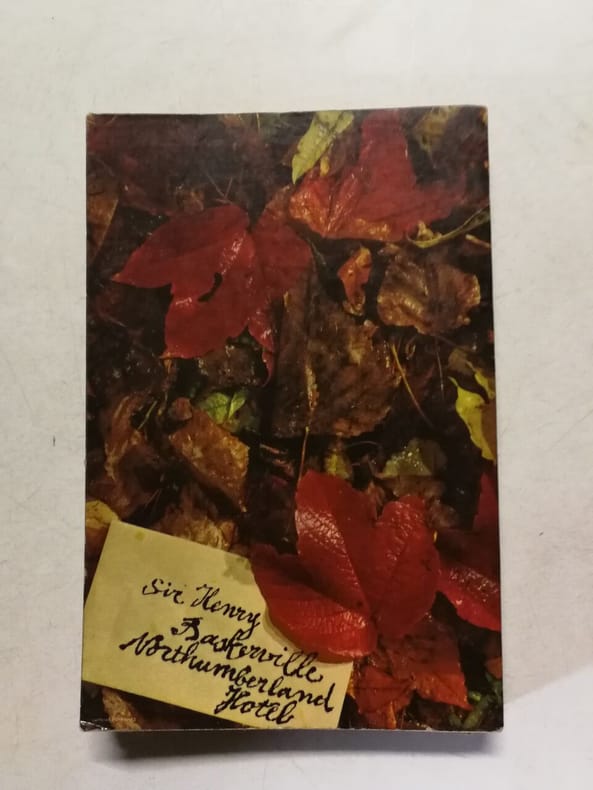 Sir Henry
Baskerville
Northumberland
Hotel